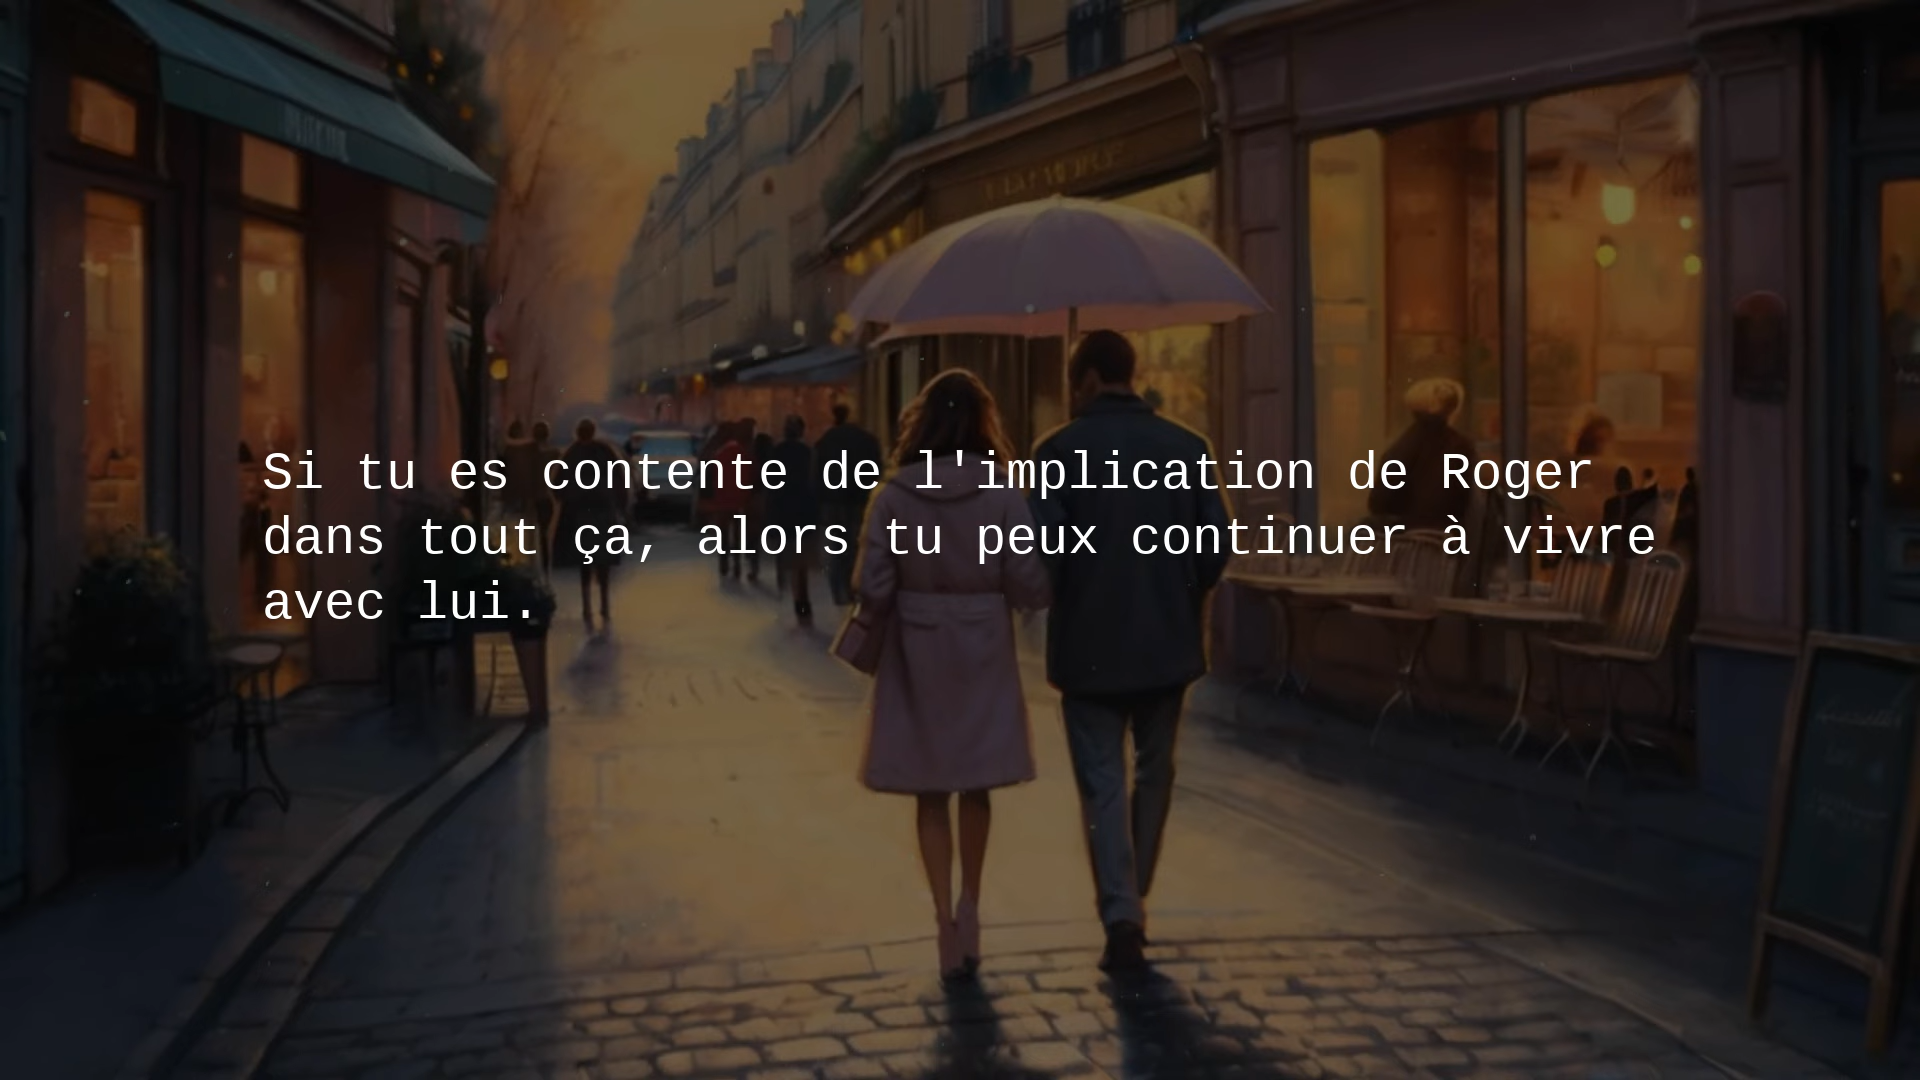 Si tu es contente de l'implication de Roger
dans tout ça, alors tu peux continuer à vivre
avec lui.